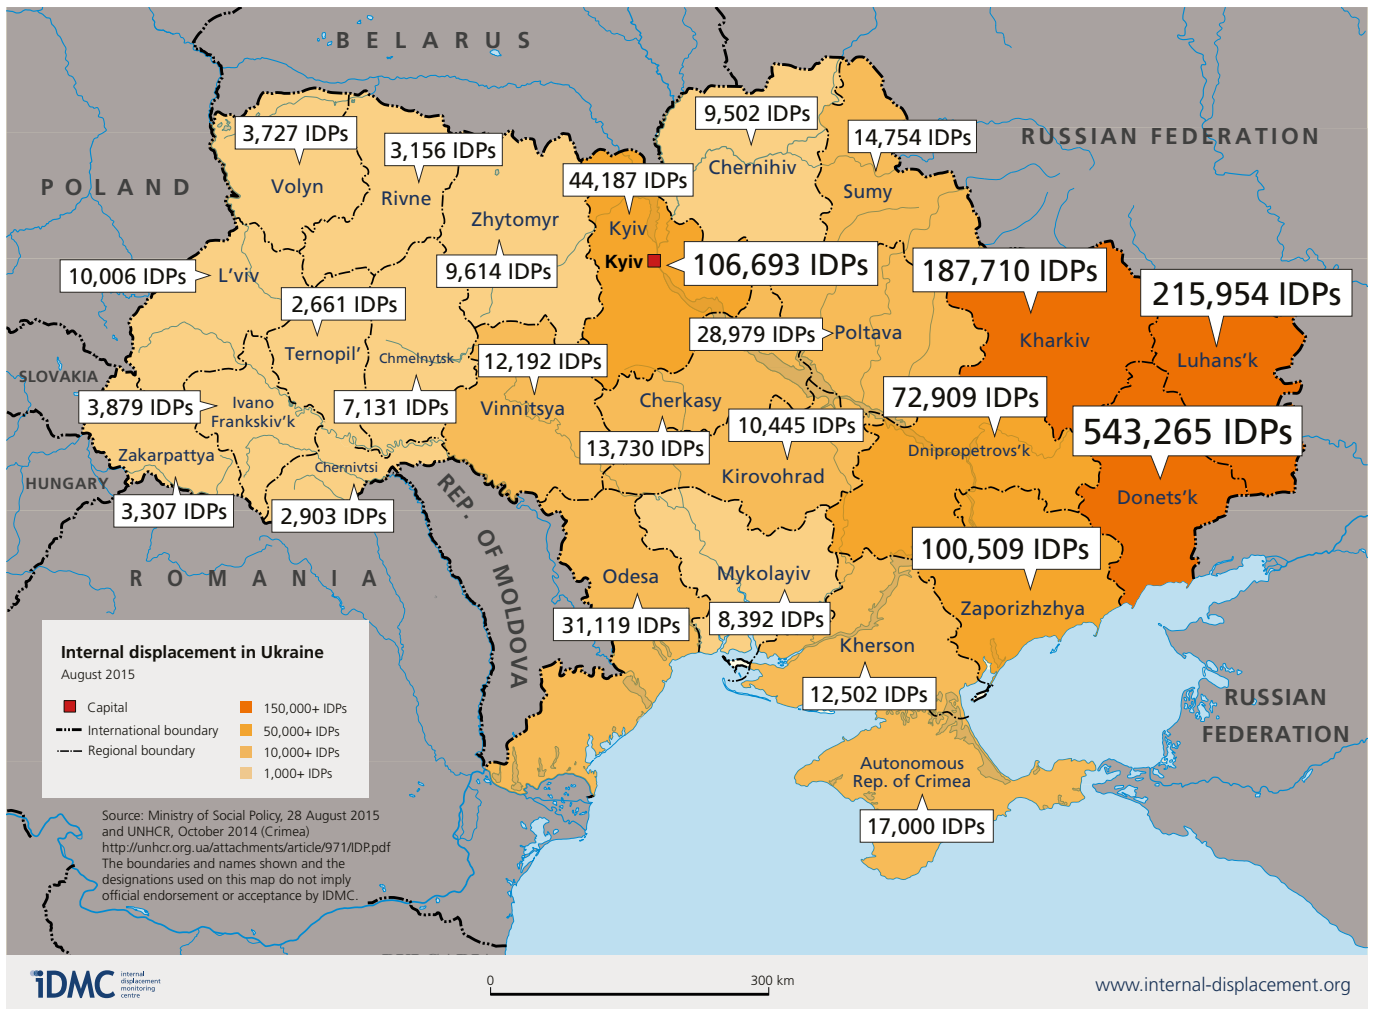 BELARUS
9,502 IDPs
3,727 IDPs
14,754 IDPs
RUSSIAN FEDERATION
3,156 IDPs
Chernihiv
44,187 IDPs
POLAND
Volyn
Rivne
Sumy
Zhytomyr
Kyiv
Kyiv
106,693 IDPs
187,710 IDPs
10,006 IDPs
L’viv
9,614 IDPs
215,954 IDPs
2,661 IDPs
28,979 IDPs
Poltava
Kharkiv
Ternopil’
Chmelnytsk
12,192 IDPs
Luhans’k
SLOVAKIA
3,879 IDPs
Ivano
Frankskiv’k
7,131 IDPs
Vinnitsya
Cherkasy
72,909 IDPs
10,445 IDPs
543,265 IDPs
13,730 IDPs
Dnipropetrovs’k
Zakarpattya
Chernivtsi
Kirovohrad
HUNGARY
Donets’k
3,307 IDPs
2,903 IDPs
REP. OF MOLDOVA
100,509 IDPs
ROMANIA
Odesa
Mykolayiv
Zaporizhzhya
31,119 IDPs
8,392 IDPs
Kherson
12,502 IDPs
RUSSIAN
FEDERATION
Internal displacement in Ukraine
August 2015
Capital
International boundary
Regional boundary
150,000+ IDPs
50,000+ IDPs
10,000+ IDPs
1,000+ IDPs
Autonomous
Rep. of Crimea
17,000 IDPs
Source: Ministry of Social Policy, 28 August 2015
and UNHCR, October 2014 (Crimea)
http://unhcr.org.ua/attachments/article/971/IDP.pdf
The boundaries and names shown and the
designations used on this map do not imply
official endorsement or acceptance by IDMC.
iDMC
internal
displacement
monitoring
centre
0 300 km
www.internal-displacement.org